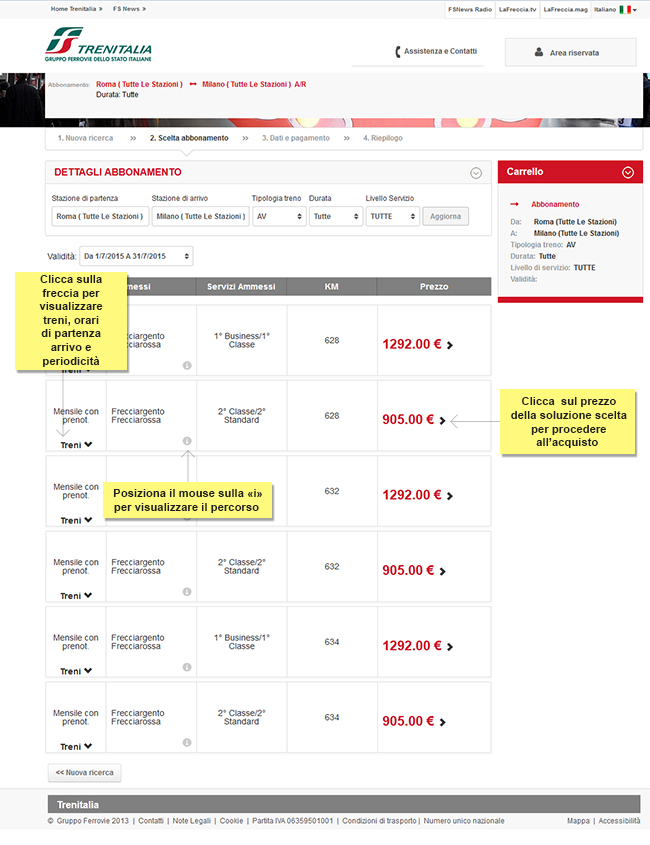 Home Trenitalia » FS News » FSNews Radio LaFreccia.tv LaFreccia.mag Italiano
TRENITALIA
GRUPPO FERROVIE DELLO STATO ITALIANE
Assistenza e Contatti
Area riservata
Abbonamento: Roma ( Tutte Le Stazioni ) Milano ( Tutte Le Stazioni ) A/R
Durata: Tutte
1. Nuova ricerca » 2. Scelta abbonamento » 3. Dati e pagamento » 4. Riepilogo
DETTAGLI ABBONAMENTO
Stazione di partenza Stazione di arrivo Tipologia treno Durata Livello Servizio
Roma ( Tutte Le Stazioni ) Milano ( Tutte Le Stazioni ) AV Tutte TUTTE Aggiorna
Carrello
Abbonamento
Da: Roma (Tutte Le Stazioni)
A: Milano (Tutte Le Stazioni)
Tipologia treno: AV
Durata: Tutte
Livello di servizio: TUTTE
Validità:
Validità: Da 1/7/2015 A 31/7/2015
Servizi Ammessi KM Prezzo
Clicca sulla
freccia per
visualizzare
treni, orari
di partenza
arrivo e
periodicità
1° Business/1°
Classe
628
1292.00 €
Frecciarossa
Treni
Mensile con
prenot.
Treni
Frecciargento
Frecciarossa
2° Classe/2°
Standard
628
905.00 €
Clicca sul prezzo
della soluzione scelta
per procedere
all'acquisto
Posiziona il mouse sulla «i»
per visualizzare il percorso
Mensile con
prenot.
Treni
632
1292.00 €
Mensile con
prenot.
Treni
Frecciargento
Frecciarossa
2° Classe/2°
Standard
632
905.00 €
Mensile con
prenot.
Treni
Frecciargento
Frecciarossa
1° Business/1°
Classe
634
1292.00 €
Mensile con
prenot.
Treni
Frecciargento
Frecciarossa
2° Classe/2°
Standard
634
905.00 €
<< Nuova ricerca
Trenitalia
© Gruppo Ferrovie 2013 | Contatti | Note Legali | Cookie | Partita IVA 06359501001 | Condizioni di trasporto | Numero unico nazionale Mappa | Accessibilità